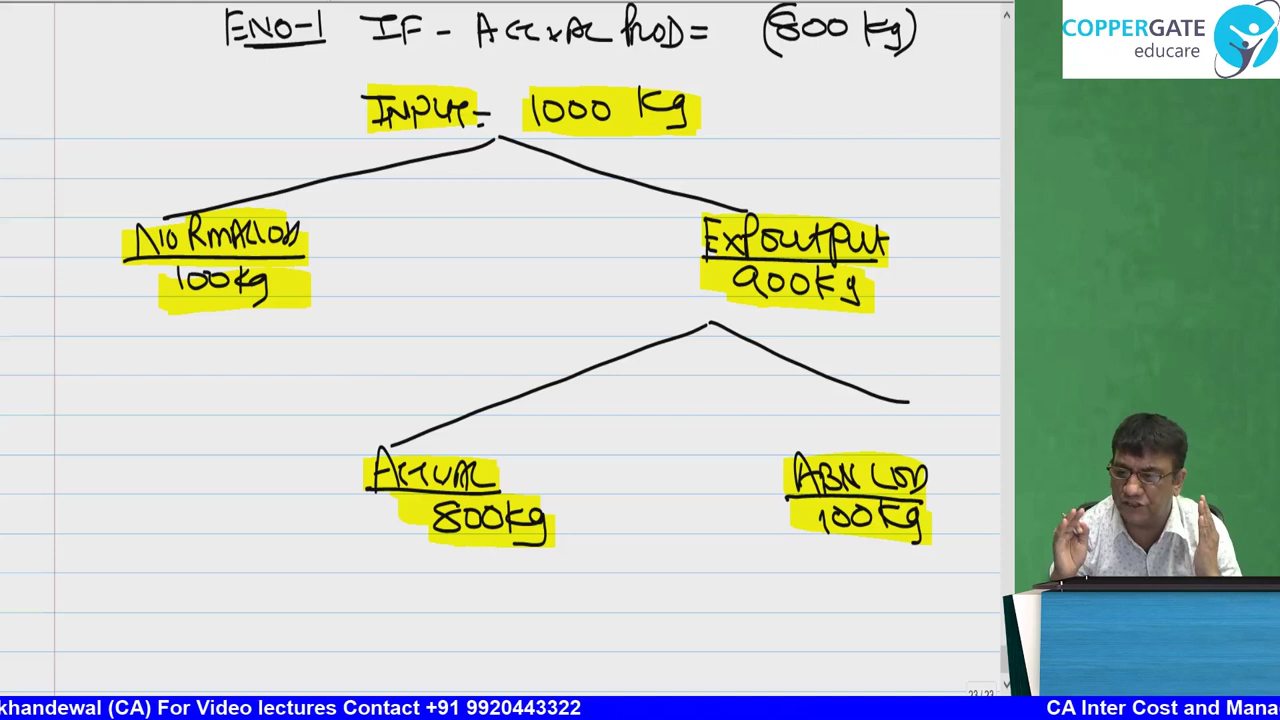 ENO-1 IF - ACTUAL PROD = (800 Kg)
COPPERGATE
educare
INPUT = 1000 Kg
NORMAL LOSS
100 Kg
EXP OUTPUT
900 Kg
ACTUAL
800 Kg
ABN LOSS
100 Kg
23/23
khandewal (CA) For Video lectures Contact +91 9920443322
CA Inter Cost and Mana